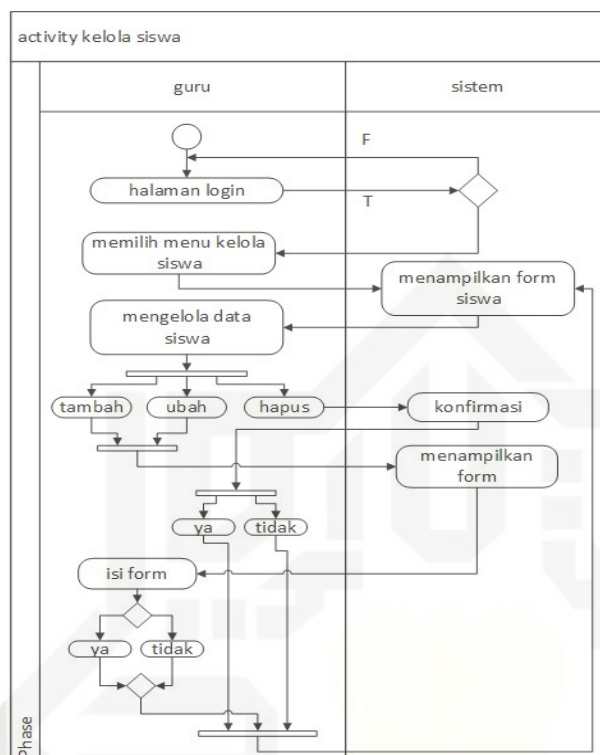 activity kelola siswa
guru
sistem
F
halaman login
T
memilih menu kelola
siswa
menampilkan form
siswa
mengelola data
siswa
tambah
ubah
hapus
konfirmasi
menampilkan
form
ya
tidak
isi form
ya
tidak
Phase